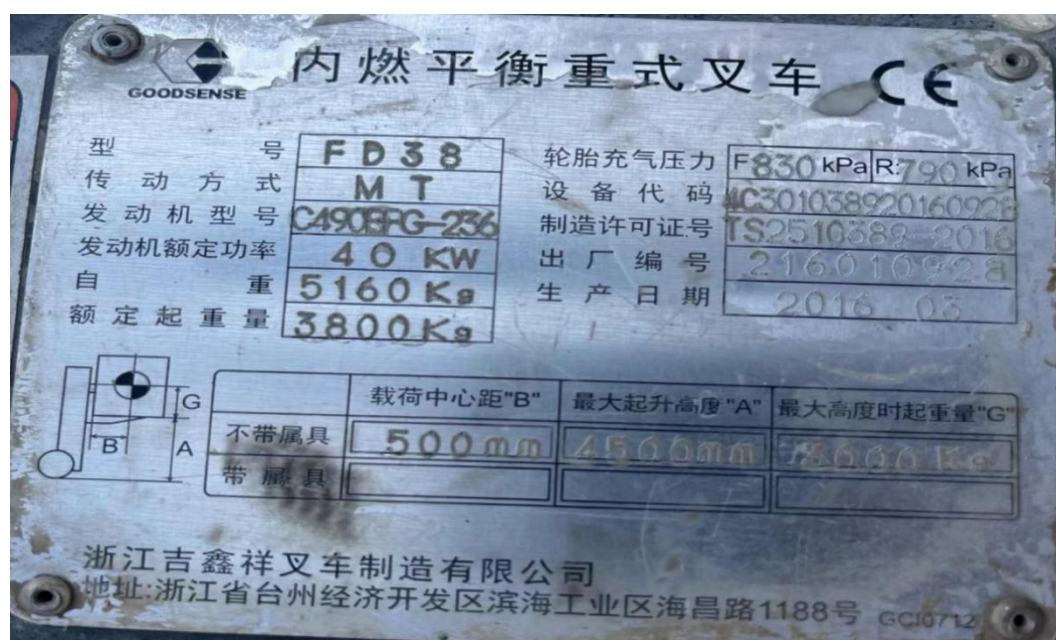 GOODSENSE
内燃平衡重式叉车 CE
型号 FD38
传动方式 MT
发动机型号 C490BPG-236
发动机额定功率 40 KW
自重 5160Kg
额定起重量 3800Kg
轮胎充气压力 F830 kPa R:790 kPa
设备代码 4C301038920160928
制造许可证号 TS2510389-2016
出厂编号 216010928
生产日期 2016 03
G
B
A
载荷中心距"B" 最大起升高度"A" 最大高度时起重量"G"
不带属具 500mm 4500mm
带属具
浙江吉鑫祥叉车制造有限公司
地址:浙江省台州经济开发区滨海工业区海昌路1188号 GCJ0712